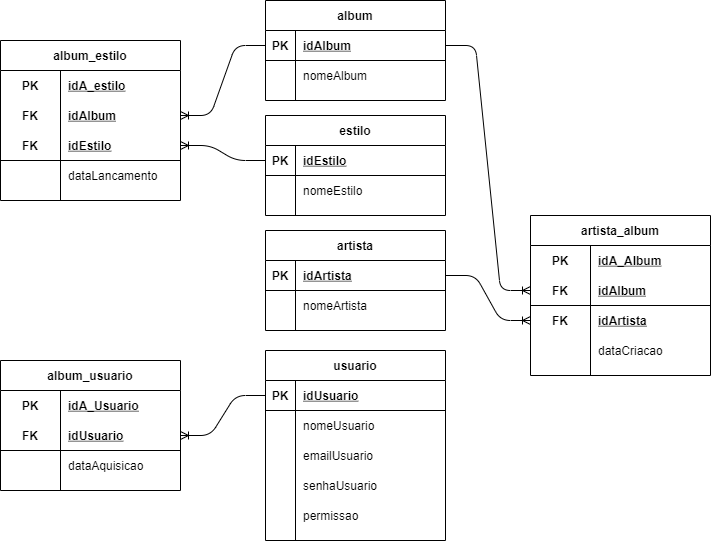 album
PK idAlbum
nomeAlbum
album_estilo
PK idA_estilo
FK idAlbum
FK idEstilo
dataLancamento
estilo
PK idEstilo
nomeEstilo
artista
PK idArtista
nomeArtista
artista_album
PK idA_Album
FK idAlbum
FK idArtista
dataCriacao
album_usuario
PK idA_Usuario
FK idUsuario
dataAquisicao
usuario
PK idUsuario
nomeUsuario
emailUsuario
senhaUsuario
permissao